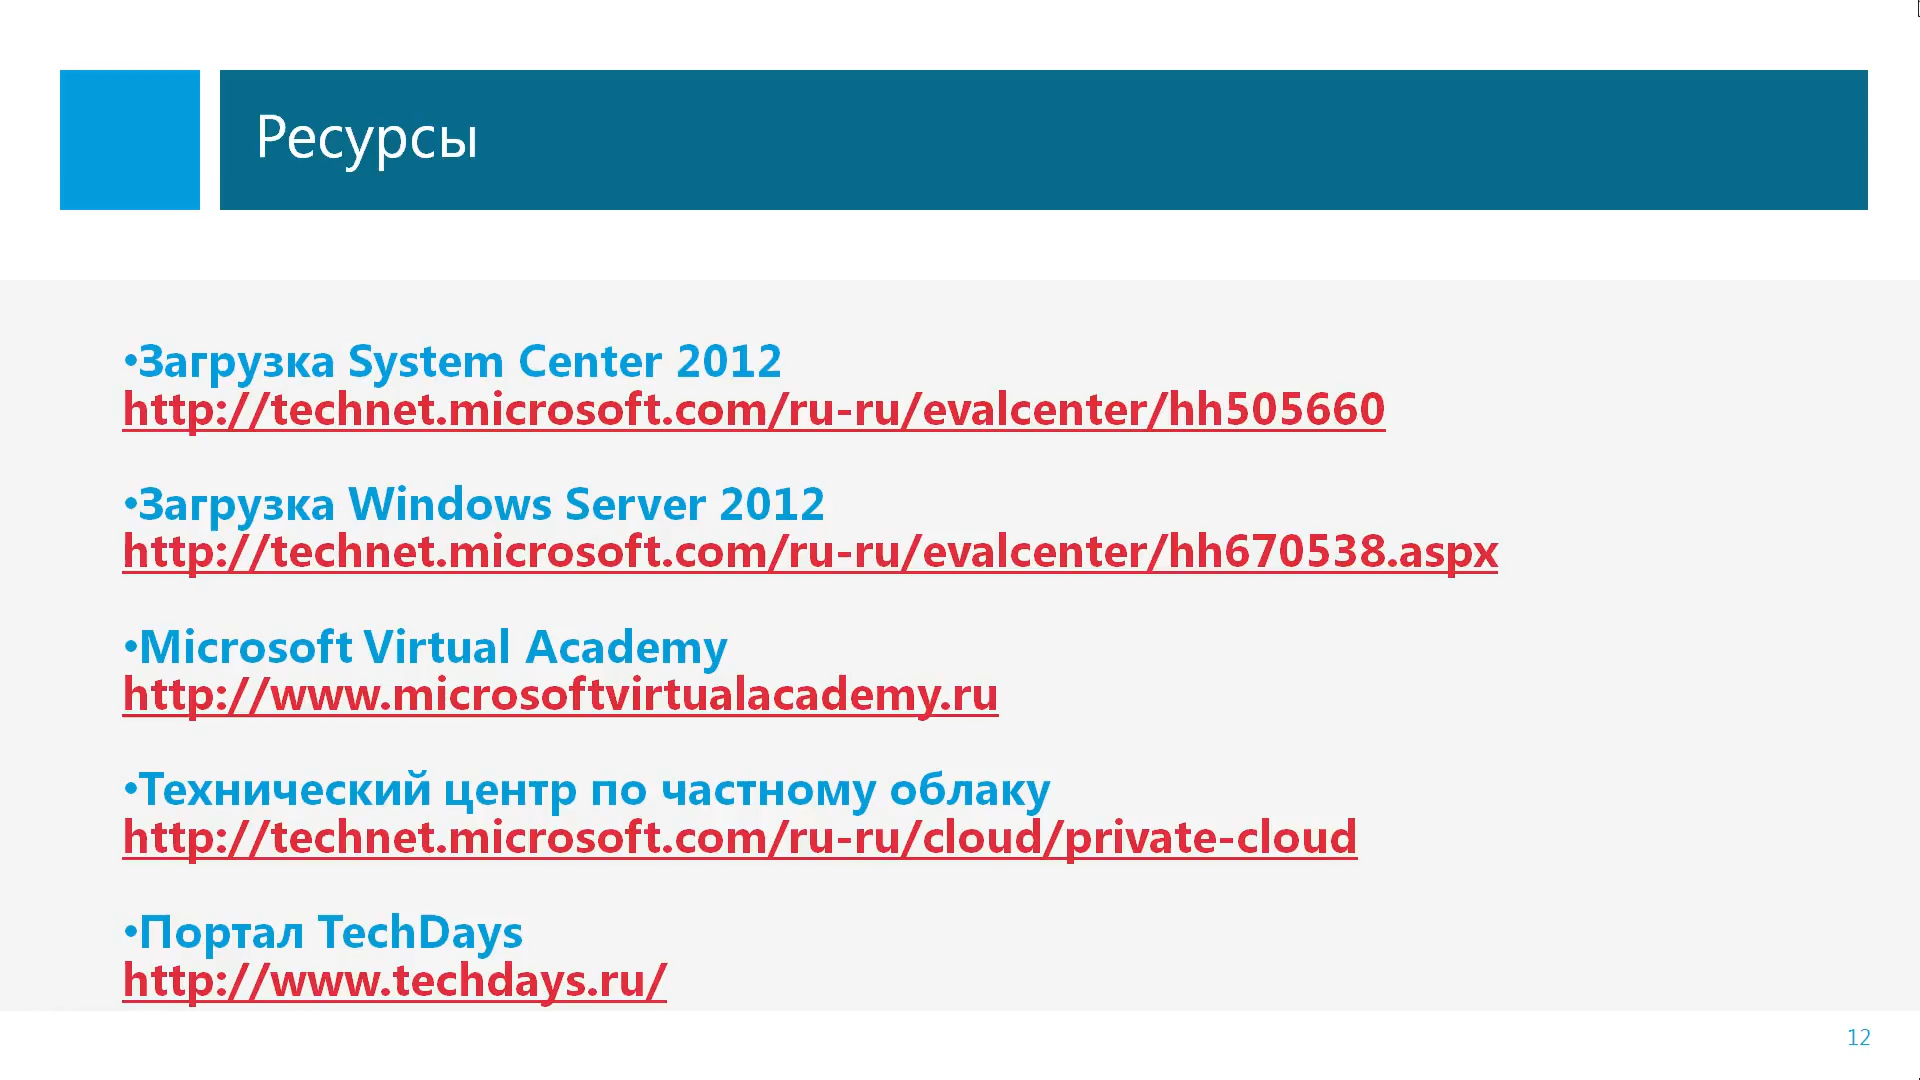 Ресурсы
•Загрузка System Center 2012
http://technet.microsoft.com/ru-ru/evalcenter/hh505660
•Загрузка Windows Server 2012
http://technet.microsoft.com/ru-ru/evalcenter/hh670538.aspx
•Microsoft Virtual Academy
http://www.microsoftvirtualacademy.ru
•Технический центр по частному облаку
http://technet.microsoft.com/ru-ru/cloud/private-cloud
•Портал TechDays
http://www.techdays.ru/
12